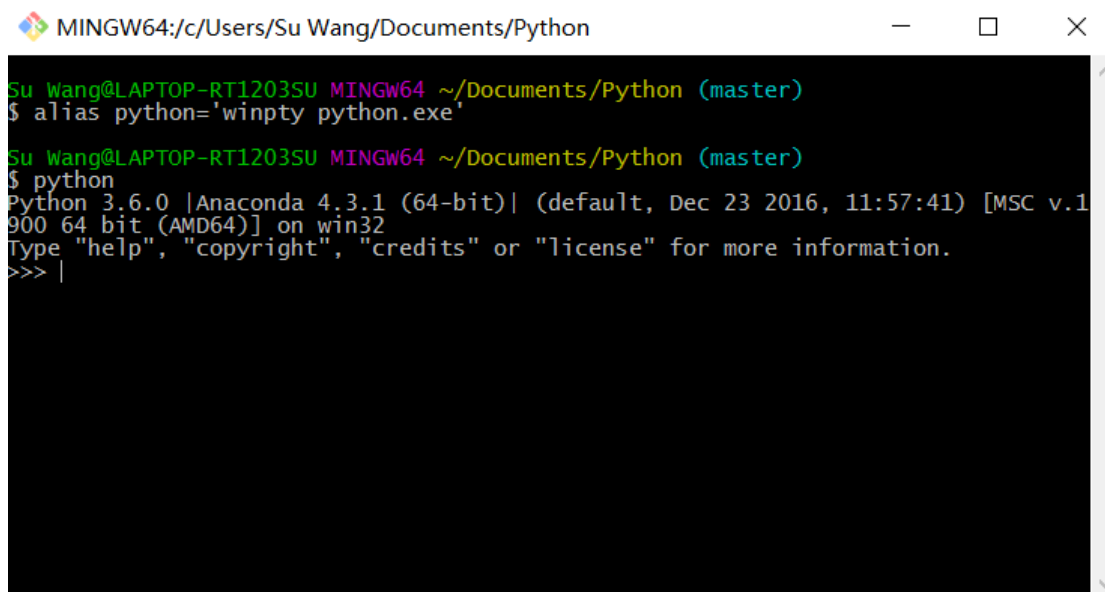 MINGW64:/c/Users/Su Wang/Documents/Python
Su Wang@LAPTOP-RT1203SU MINGW64 ~/Documents/Python (master)
$ alias python='winpty python.exe'
Su Wang@LAPTOP-RT1203SU MINGW64 ~/Documents/Python (master)
$ python
Python 3.6.0 |Anaconda 4.3.1 (64-bit)| (default, Dec 23 2016, 11:57:41) [MSC v.1
900 64 bit (AMD64)] on win32
Type "help", "copyright", "credits" or "license" for more information.
>>>